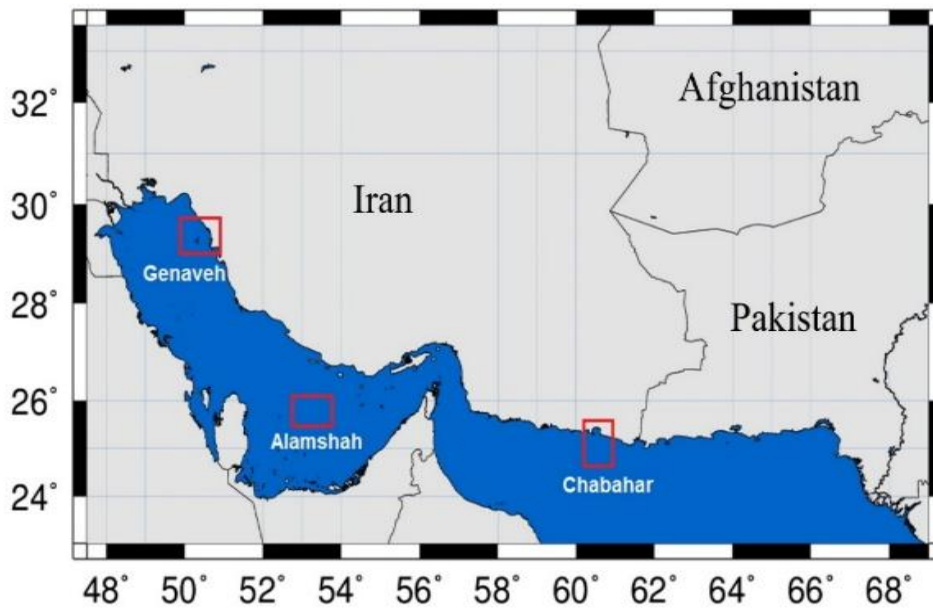 Afghanistan
32°
Iran
30°
Genaveh
28°
Pakistan
26°
Alamshah
Chabahar
24°
48° 50° 52° 54° 56° 58° 60° 62° 64° 66° 68°